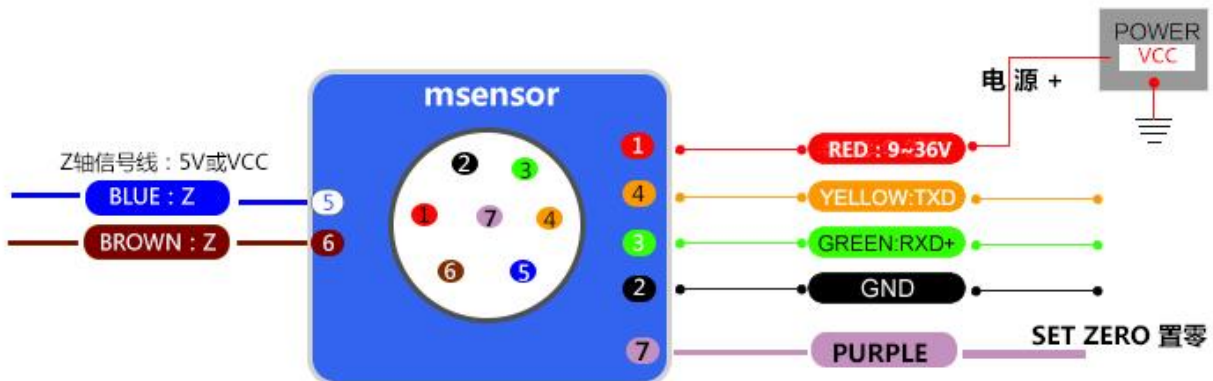 POWER
VCC
电 源 +
msensor
Z轴信号线：5V或VCC
BLUE：Z
5
BROWN：Z
6
2
3
1
7
4
6
5
1
RED：9~36V
4
YELLOW:TXD
3
GREEN:RXD+
2
GND
7
PURPLE
SET ZERO 置零